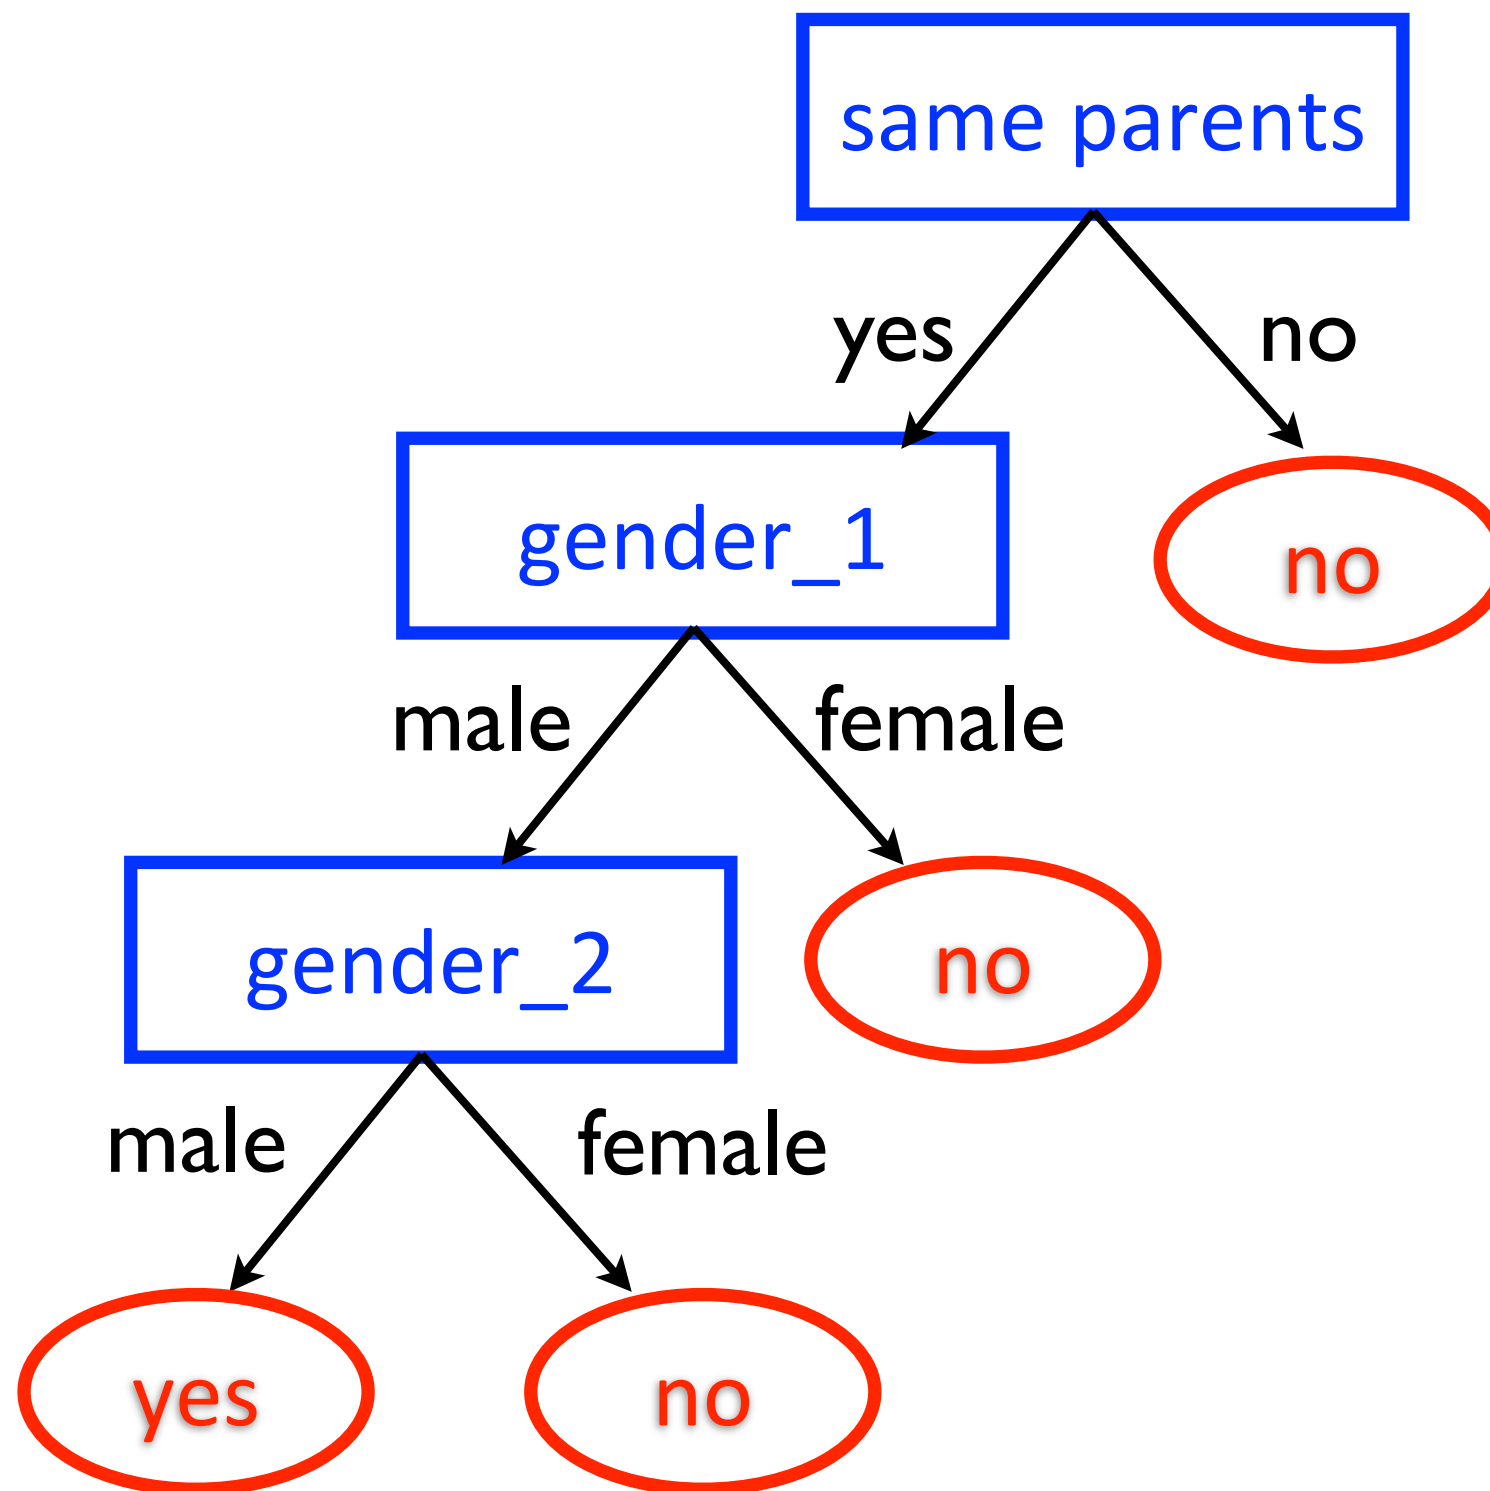 same parents
yes
no
gender_1
no
male
female
gender_2
no
male
female
yes
no